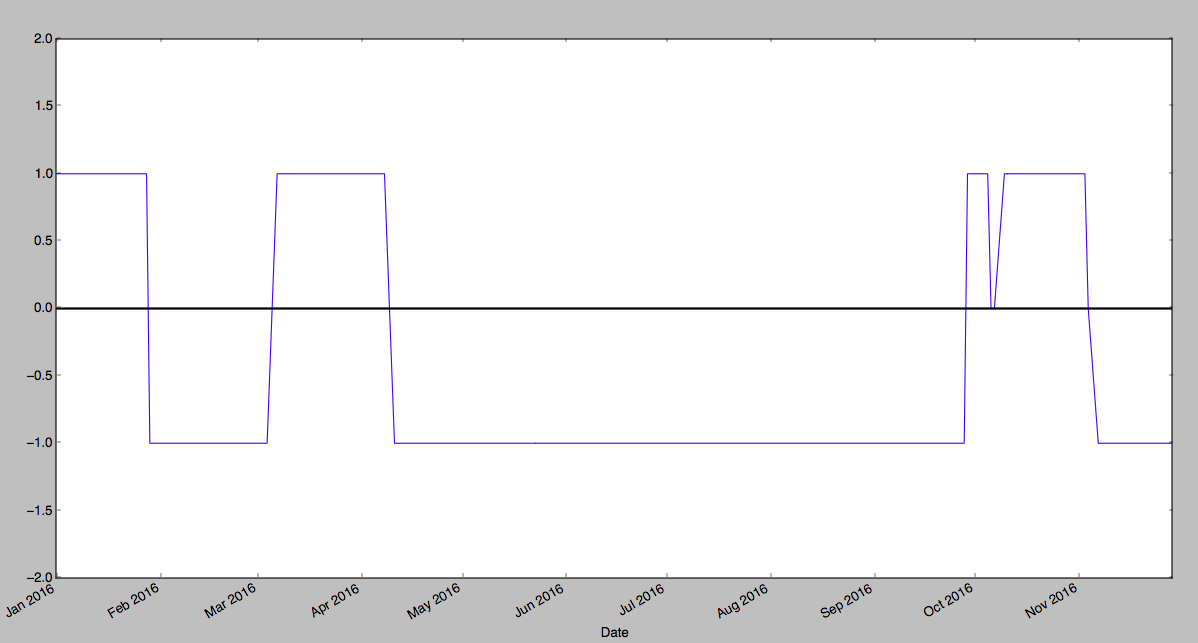 2.0
1.5
1.0
0.5
0.0
−0.5
−1.0
−1.5
−2.0
Jan 2016
Feb 2016
Mar 2016
Apr 2016
May 2016
Jun 2016
Jul 2016
Aug 2016
Sep 2016
Oct 2016
Nov 2016
Date